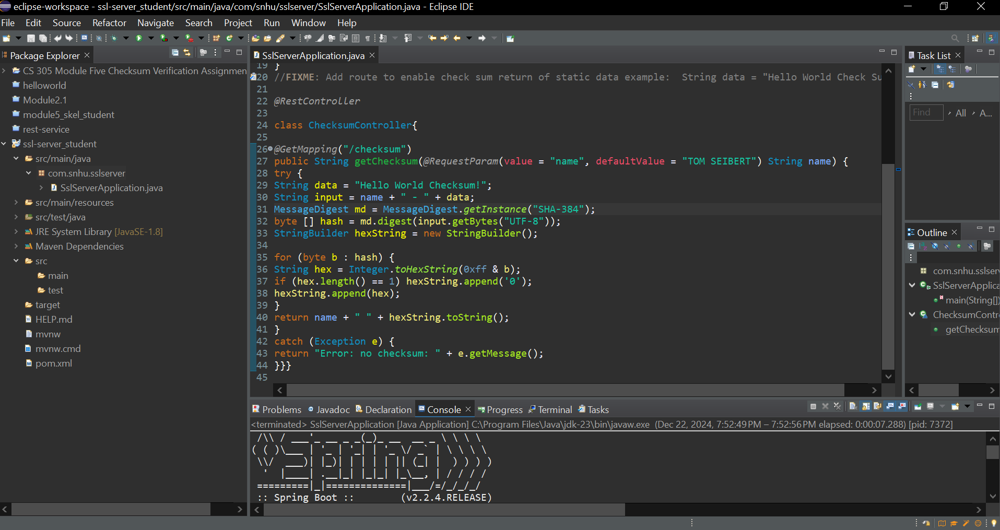 eclipse-workspace - ssl-server_student/src/main/java/com/snhu/sslserver/SslServerApplication.java - Eclipse IDE
File Edit Source Refactor Navigate Search Project Run Window Help
Package Explorer
CS 305 Module Five Checksum Verification Assignmen
helloworld
Module2.1
module5_skel_student
rest-service
ssl-server_student
src/main/java
com.snhu.sslserver
SslServerApplication.java
src/main/resources
src/test/java
JRE System Library [JavaSE-1.8]
Maven Dependencies
src
main
test
target
HELP.md
mvnw
mvnw.cmd
pom.xml
SslServerApplication.java
19 }
20 //FIXME: Add route to enable check sum return of static data example:  String data = "Hello World Check Su
21
22 @RestController
23
24 class ChecksumController{
25
26 @GetMapping("/checksum")
27 public String getChecksum(@RequestParam(value = "name", defaultValue = "TOM SEIBERT") String name) {
28 try {
29 String data = "Hello World Checksum!";
30 String input = name + " - " + data;
31 MessageDigest md = MessageDigest.getInstance("SHA-384");
32 byte [] hash = md.digest(input.getBytes("UTF-8"));
33 StringBuilder hexString = new StringBuilder();
34
35 for (byte b : hash) {
36 String hex = Integer.toHexString(0xff & b);
37 if (hex.length() == 1) hexString.append('0');
38 hexString.append(hex);
39 }
40 return name + " " + hexString.toString();
41 }
42 catch (Exception e) {
43 return "Error: no checksum: " + e.getMessage();
44 }}}
45
Task List
Find All A...
Outline
com.snhu.sslser
SslServerApplica
main(String[])
ChecksumContr
getChecksum
Problems Javadoc Declaration Console Progress Terminal Tasks
<terminated> SslServerApplication [Java Application] C:\Program Files\Java\jdk-23\bin\javaw.exe (Dec 22, 2024, 7:52:49 PM – 7:52:56 PM elapsed: 0:00:07.288) [pid: 7372]
 /\\ / ___'_ __ _ _(_)_ __  __ _ \ \ \ \
( ( )\___ | '_ | '_| | '_ \/ _` | \ \ \ \
 \\/  ___)| |_)| | | | | || (_| |  ) ) ) )
  '  |____| .__|_| |_|_| |_\__, | / / / /
 =========|_|==============|___/=/_/_/_/
 :: Spring Boot ::        (v2.2.4.RELEASE)